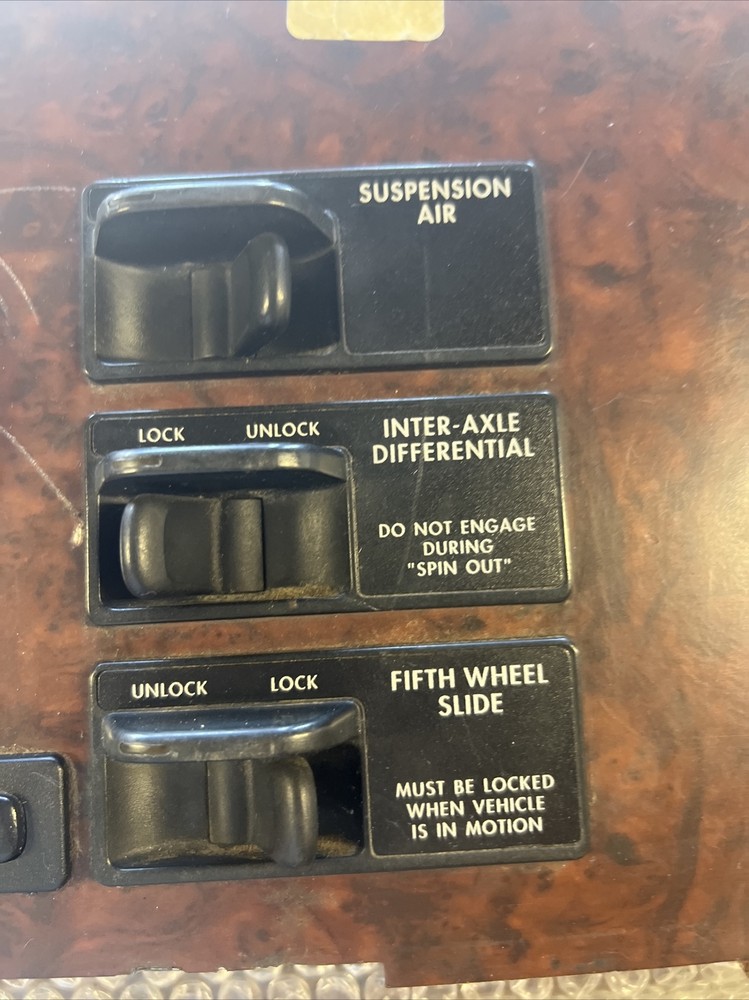 SUSPENSION
AIR
LOCK UNLOCK
INTER-AXLE
DIFFERENTIAL
DO NOT ENGAGE
DURING
"SPIN OUT"
UNLOCK LOCK
FIFTH WHEEL
SLIDE
MUST BE LOCKED
WHEN VEHICLE
IS IN MOTION